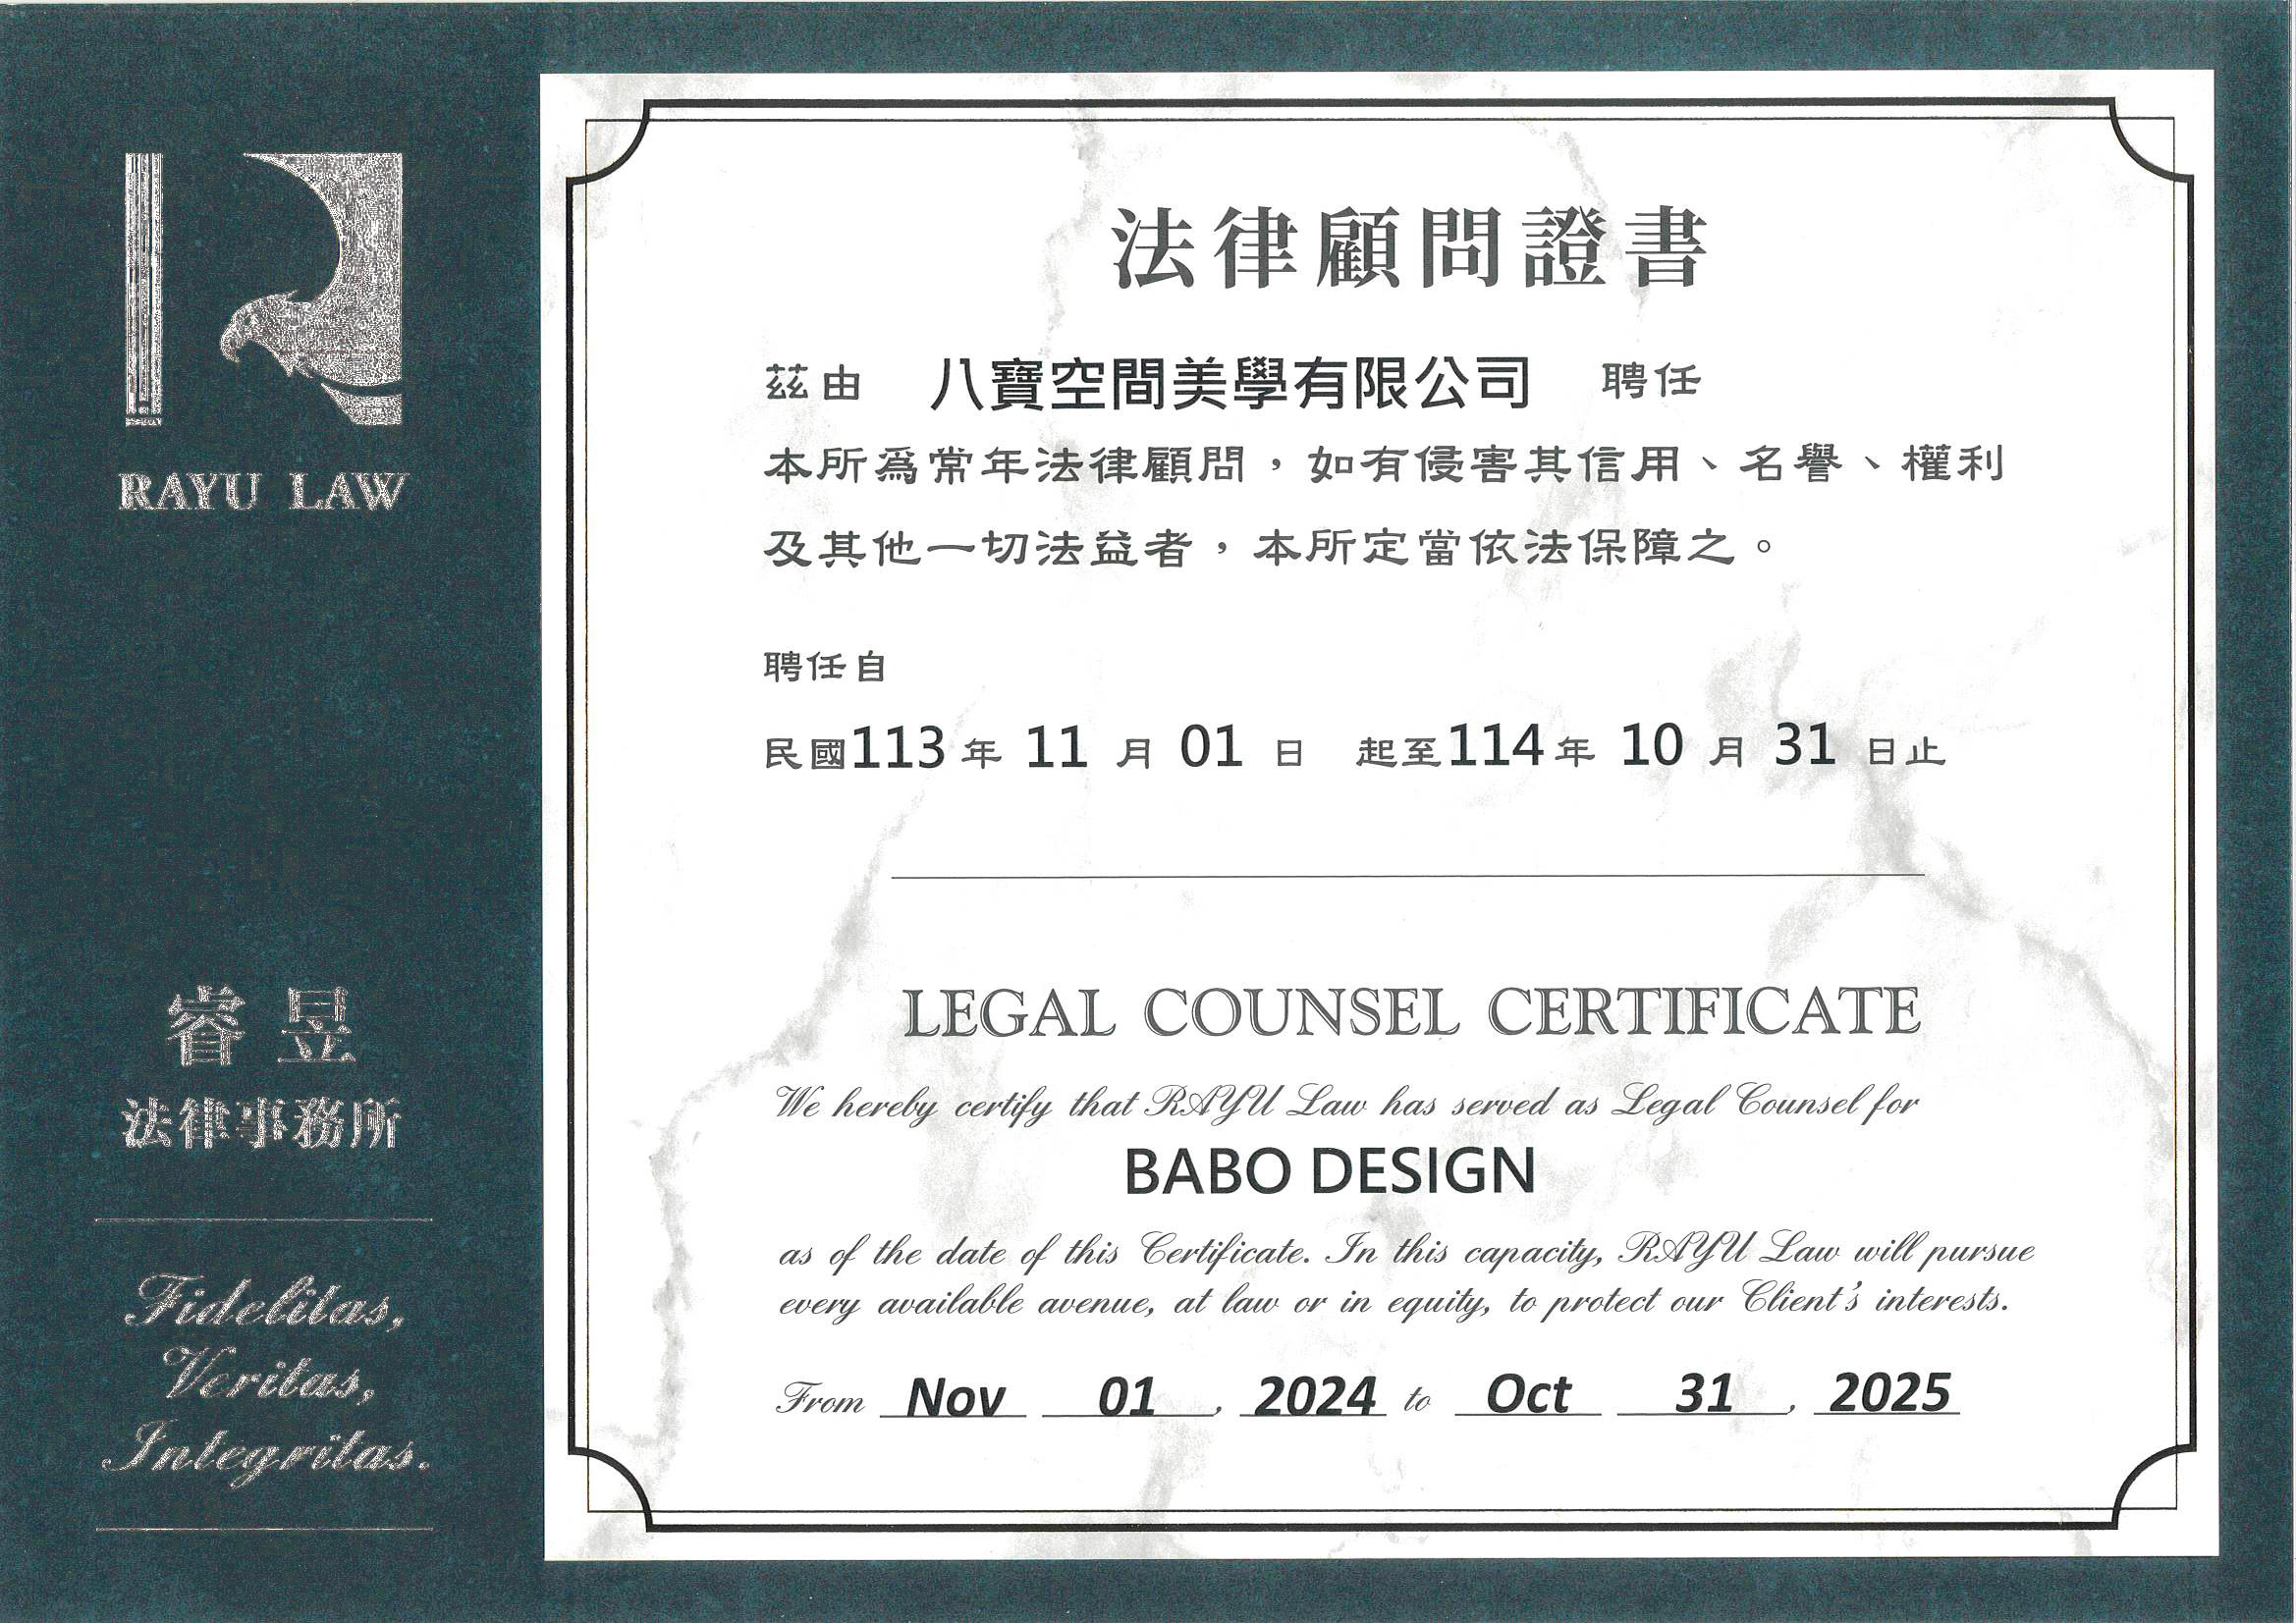 RAYU LAW
睿昱
法律事務所
Fidelitas,
Veritas,
Integritas.
法律顧問證書
茲由 八寶空間美學有限公司 聘任
本所為常年法律顧問，如有侵害其信用、名譽、權利
及其他一切法益者，本所定當依法保障之。
聘任自
民國113年 11 月 01 日 起至114年 10 月 31 日止
LEGAL COUNSEL CERTIFICATE
We hereby certify that RAYU Law has served as Legal Counsel for
BABO DESIGN
as of the date of this Certificate. In this capacity, RAYU Law will pursue
every available avenue, at law or in equity, to protect our Client's interests.
From Nov 01, 2024 to Oct 31, 2025